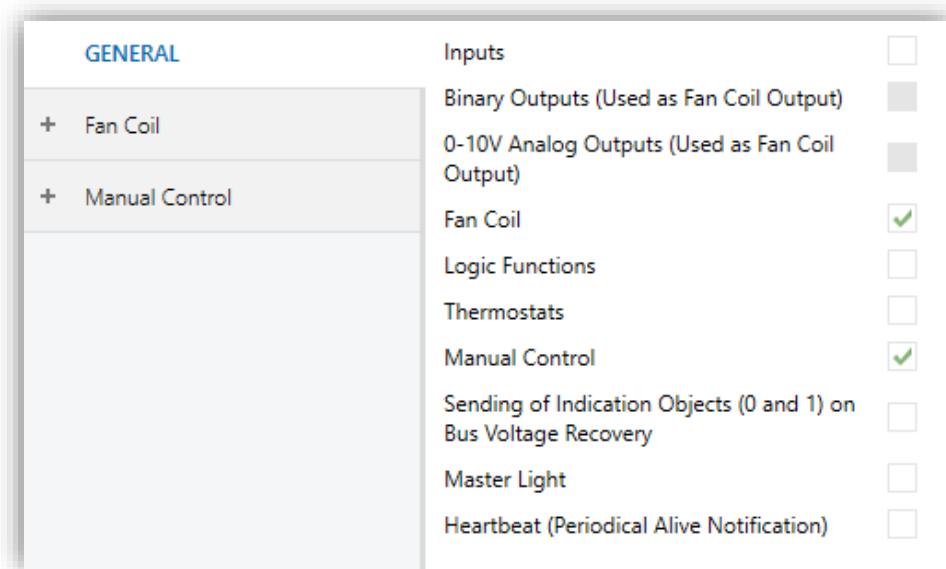 GENERAL
+ Fan Coil
+ Manual Control
Inputs
Binary Outputs (Used as Fan Coil Output)
0-10V Analog Outputs (Used as Fan Coil
Output)
Fan Coil
Logic Functions
Thermostats
Manual Control
Sending of Indication Objects (0 and 1) on
Bus Voltage Recovery
Master Light
Heartbeat (Periodical Alive Notification)